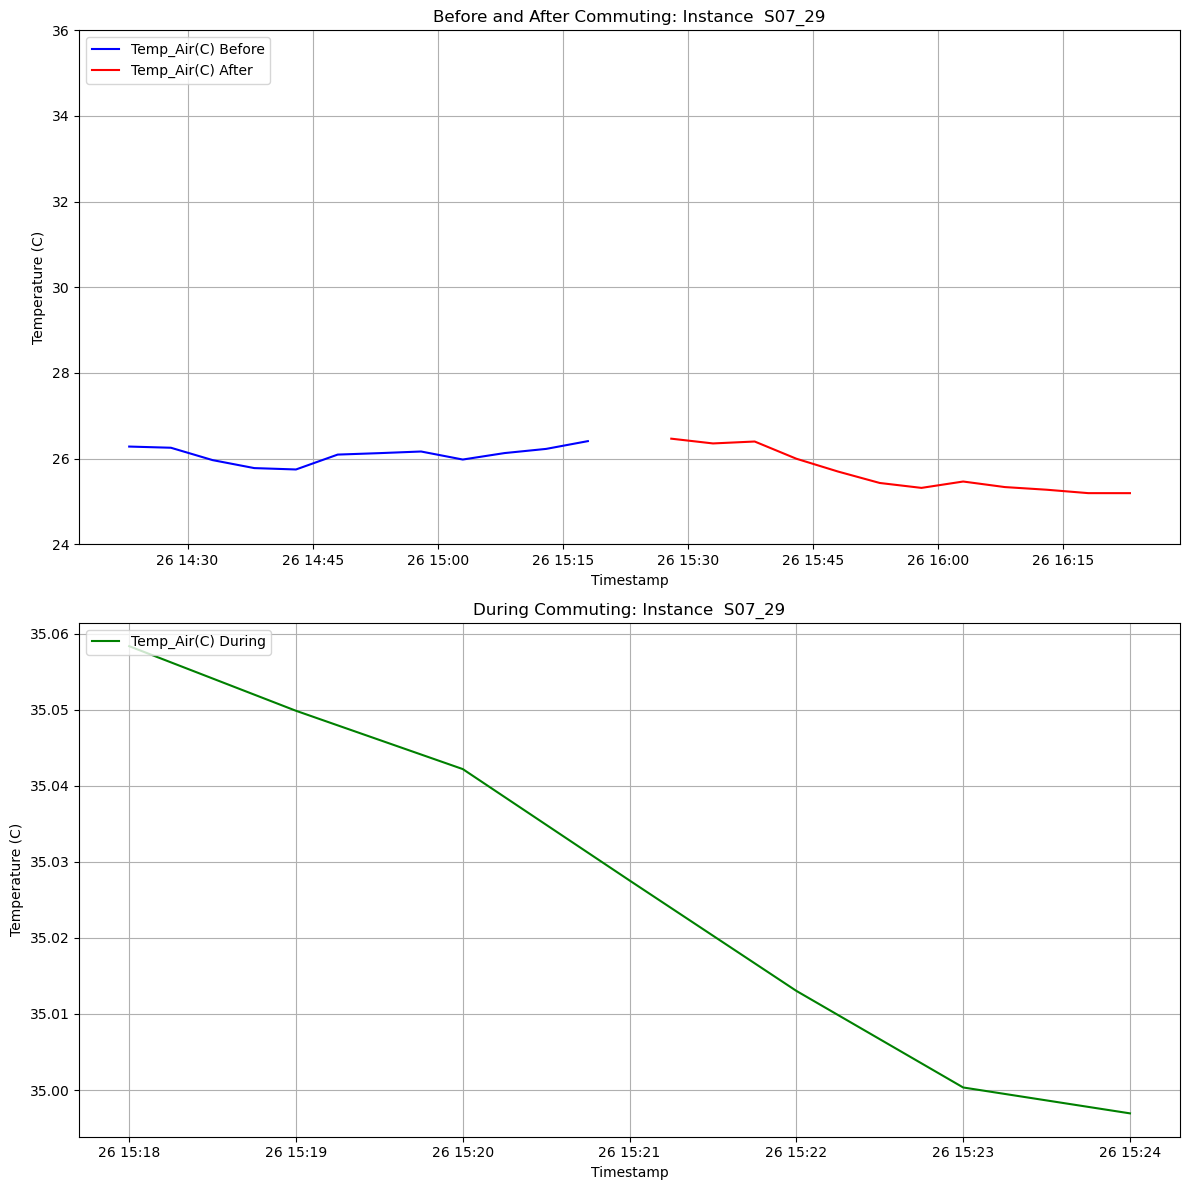 Before and After Commuting: Instance  S07_29
Temp_Air(C) Before
Temp_Air(C) After
Temperature (C)
36
34
32
30
28
26
24
26 14:30 26 14:45 26 15:00 26 15:15 26 15:30 26 15:45 26 16:00 26 16:15
Timestamp
During Commuting: Instance  S07_29
Temp_Air(C) During
Temperature (C)
35.06
35.05
35.04
35.03
35.02
35.01
35.00
26 15:18 26 15:19 26 15:20 26 15:21 26 15:22 26 15:23 26 15:24
Timestamp